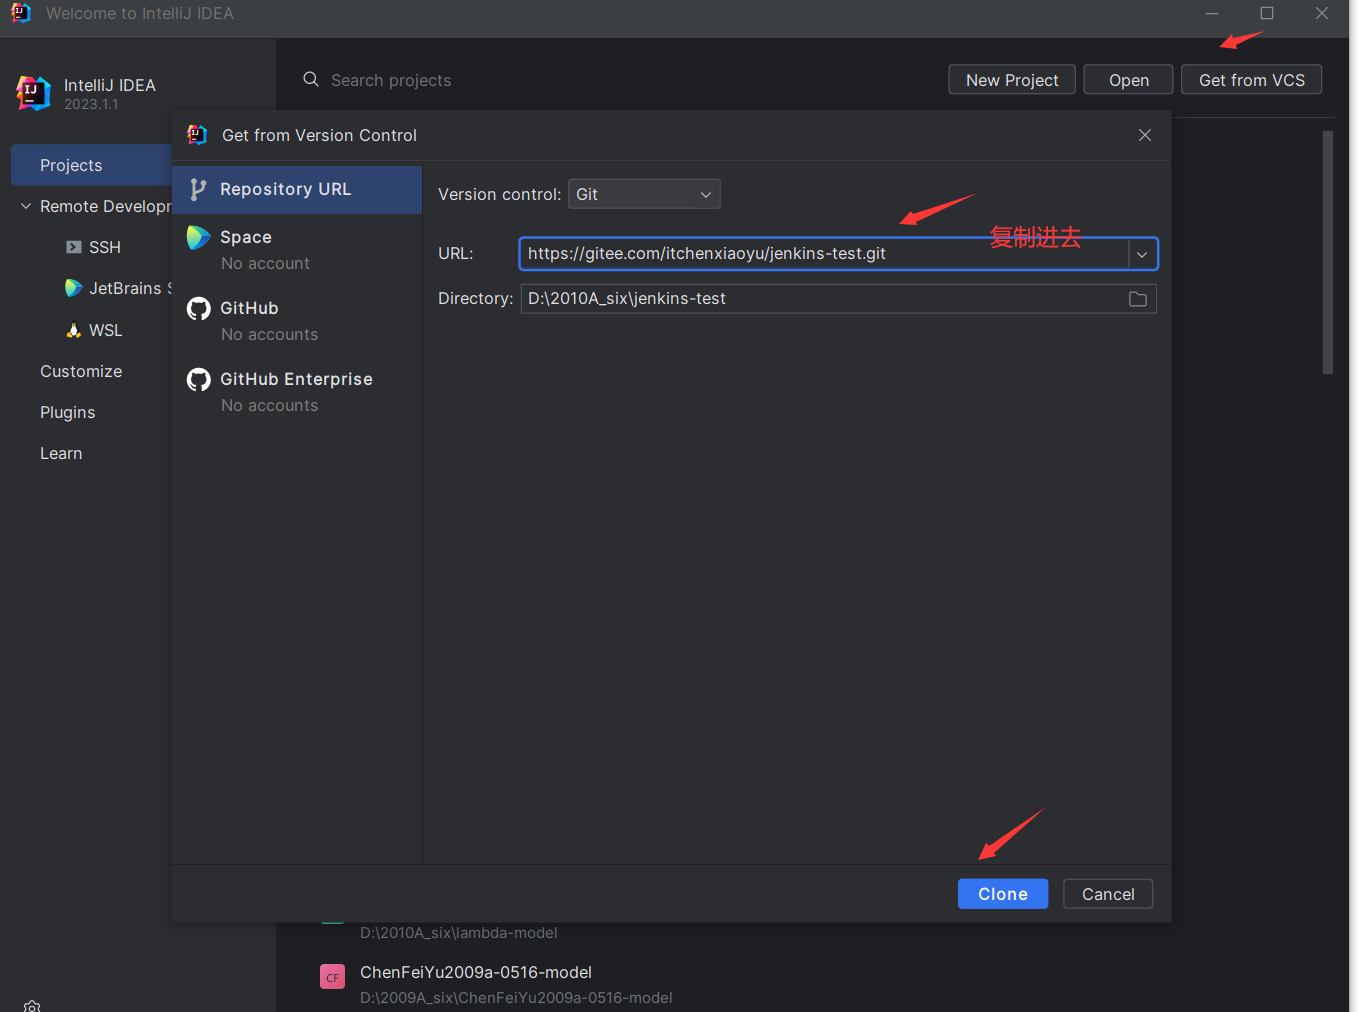 Welcome to IntelliJ IDEA
IntelliJ IDEA
2023.1.1
Search projects
New Project
Open
Get from VCS
Projects
Remote Developr
SSH
JetBrains S
WSL
Customize
Plugins
Learn
Get from Version Control
Repository URL
Space
No account
GitHub
No accounts
GitHub Enterprise
No accounts
Version control: Git
复制进去
URL: https://gitee.com/itchenxiaoyu/jenkins-test.git
Directory: D:\2010A_six\jenkins-test
Clone
Cancel
D:\2010A_six\lambda-model
CF
ChenFeiYu2009a-0516-model
D:\2009A_six\ChenFeiYu2009a-0516-model